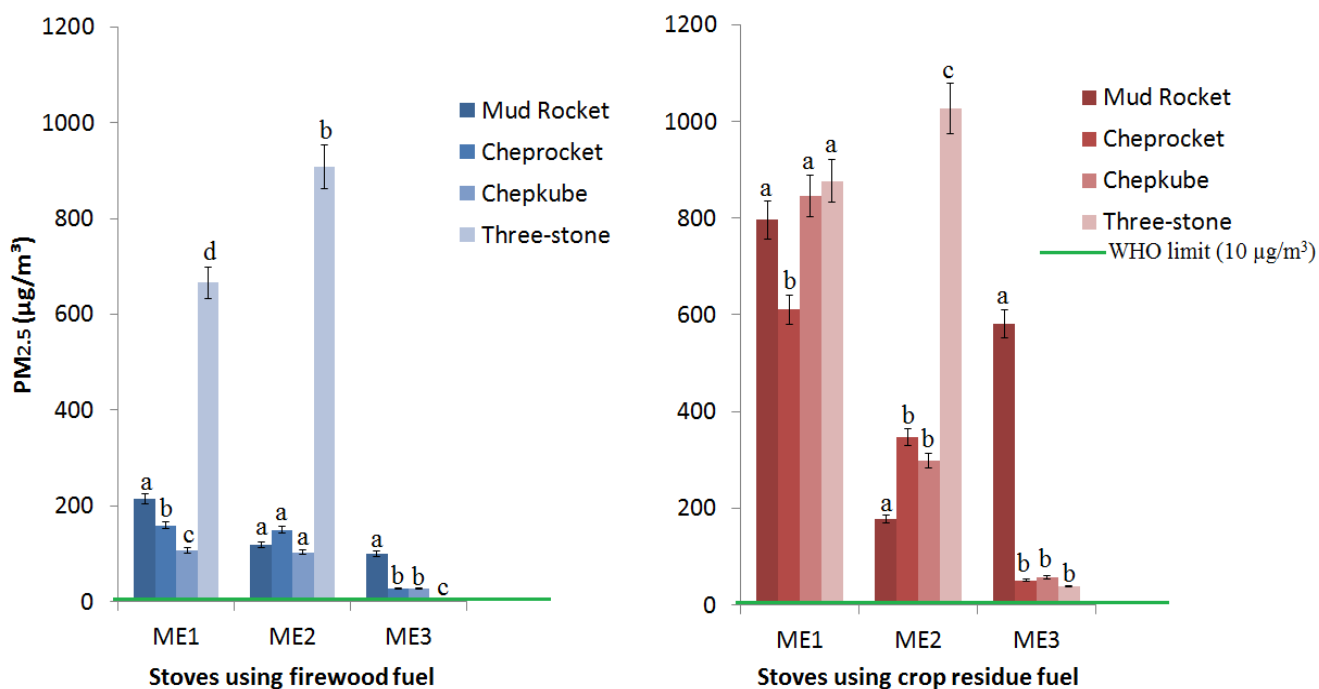 1200
1000
800
600
400
200
0
PM2.5 (µg/m³)
Mud Rocket
Cheprocket
Chepkube
Three-stone
a b c d
a a a b
a b b c
ME1 ME2 ME3
Stoves using firewood fuel
1200
1000
800
600
400
200
0
Mud Rocket
Cheprocket
Chepkube
Three-stone
WHO limit (10 µg/m³)
a b a a
a b b c
a b b b
ME1 ME2 ME3
Stoves using crop residue fuel